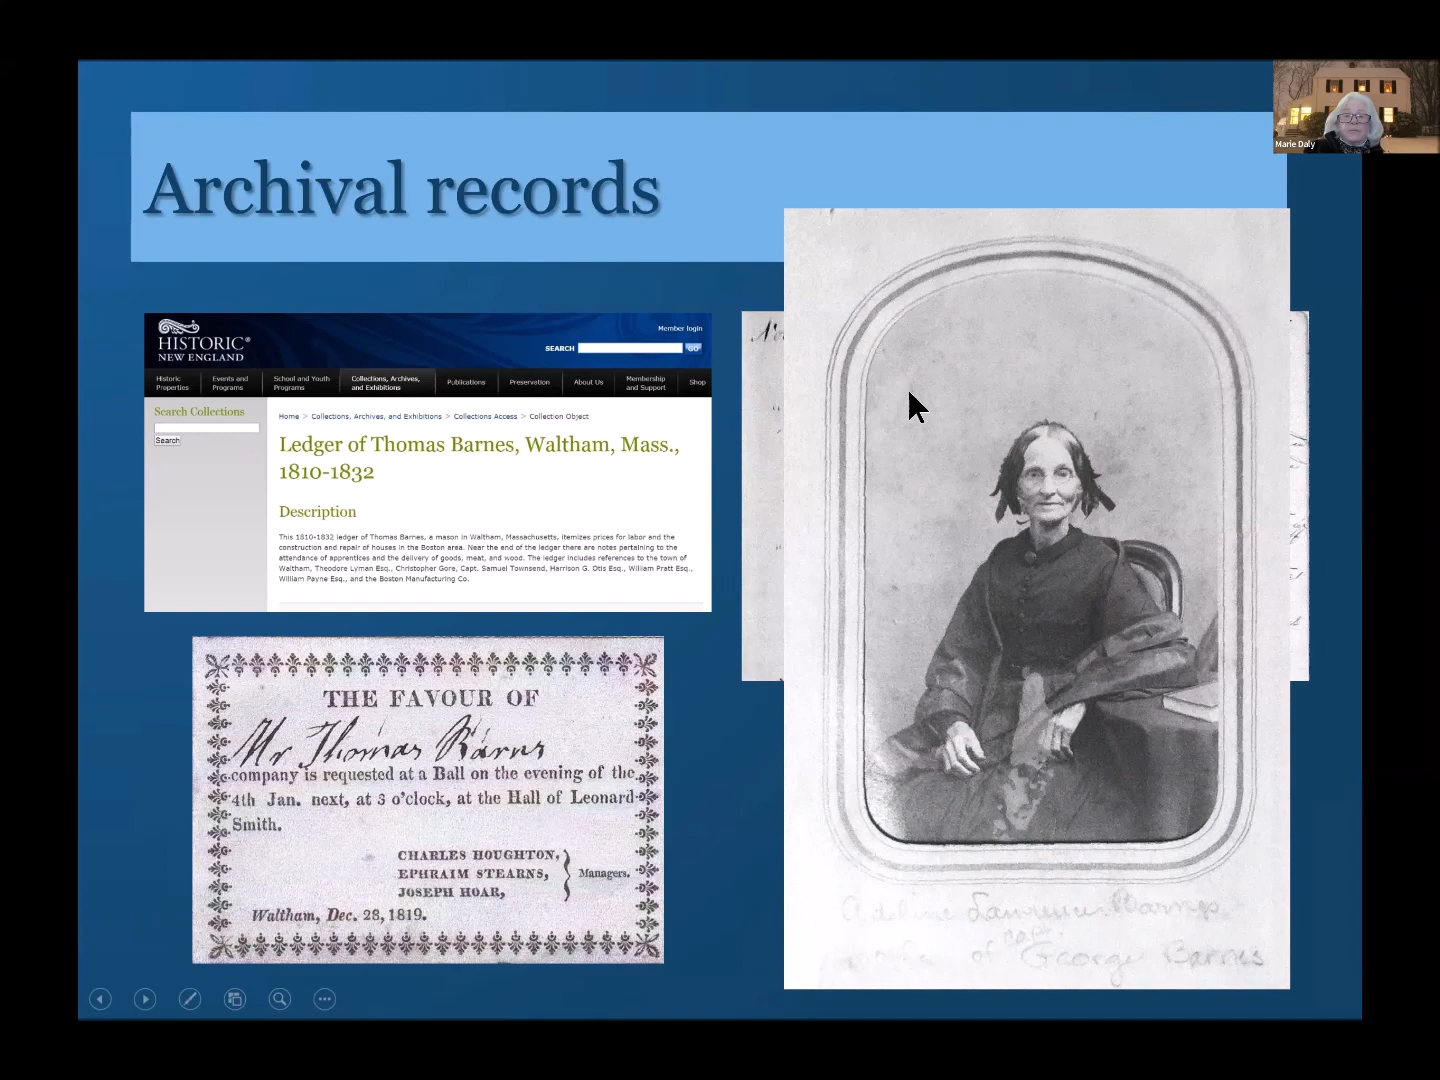 Marie Daly
Archival records
HISTORIC®
NEW ENGLAND
Member login
SEARCH
GO
Historic Properties
Events and Programs
School and Youth Programs
Collections, Archives, and Exhibitions
Publications
Preservation
About Us
Membership and Support
Shop
Search Collections
Search
Home > Collections, Archives, and Exhibitions > Collections Access > Collection Object
Ledger of Thomas Barnes, Waltham, Mass.,
1810-1832
Description
This 1810-1832 ledger of Thomas Barnes, a mason in Waltham, Massachusetts, itemizes prices for labor and the
construction and repair of houses in the Boston area. Near the end of the ledger there are notes pertaining to the
attendance of apprentices and the delivery of goods, meat, and wood. The ledger includes references to the town of
Waltham, Theodore Lyman Esq., Christopher Gore, Capt. Samuel Townsend, Harrison G. Otis Esq., William Pratt Esq.,
William Payne Esq., and the Boston Manufacturing Co.
THE FAVOUR OF
Mr Thomas Barns
company is requested at a Ball on the evening of the
4th Jan. next, at 3 o'clock, at the Hall of Leonard
Smith.
CHARLES HOUGHTON,
EPHRAIM STEARNS,
JOSEPH HOAR,
Managers.
Waltham, Dec. 28, 1819.
Adeline Lawrence Barnes
Capt.
of George Barnes